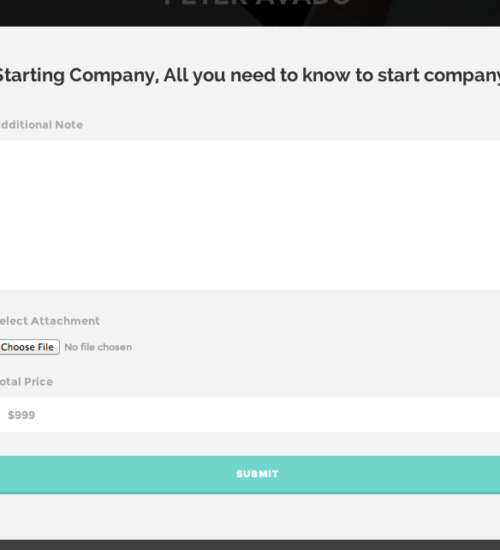 PETER AVADO
Starting Company, All you need to know to start company
dditional Note
elect Attachment
Choose File No file chosen
otal Price
$999
SUBMIT